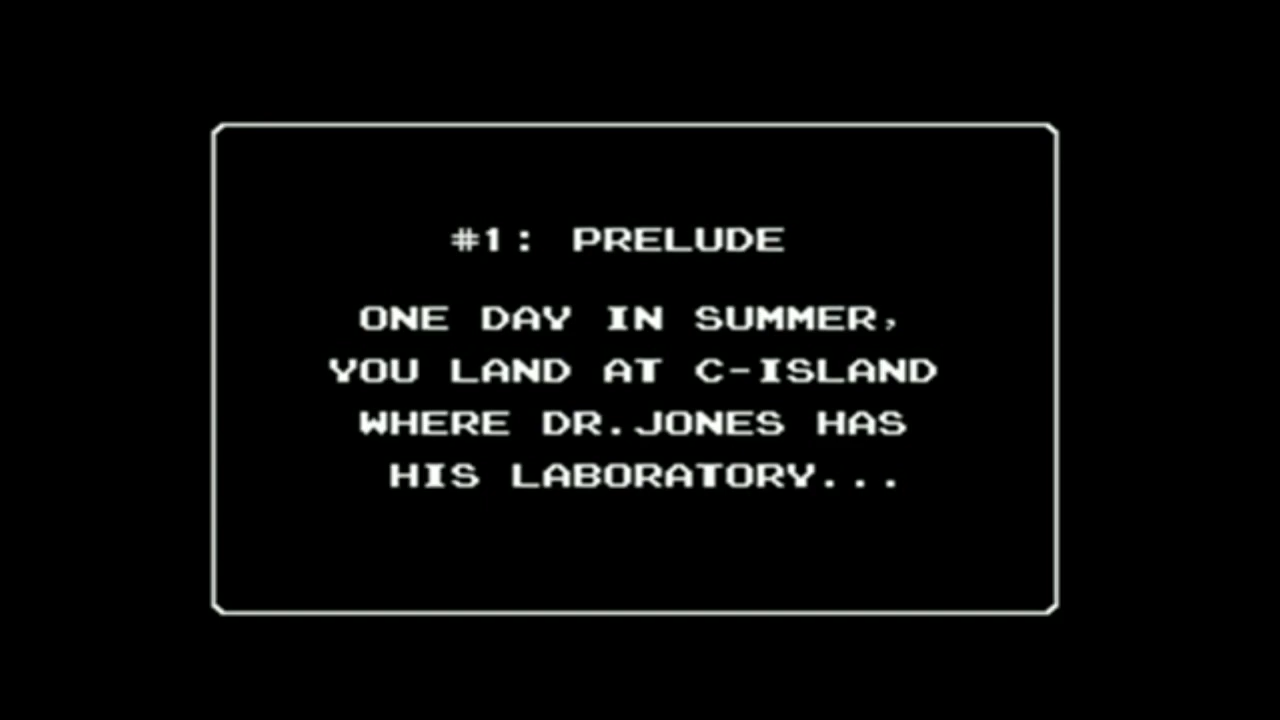 #1: PRELUDE
ONE DAY IN SUMMER,
YOU LAND AT C-ISLAND
WHERE DR.JONES HAS
HIS LABORATORY...